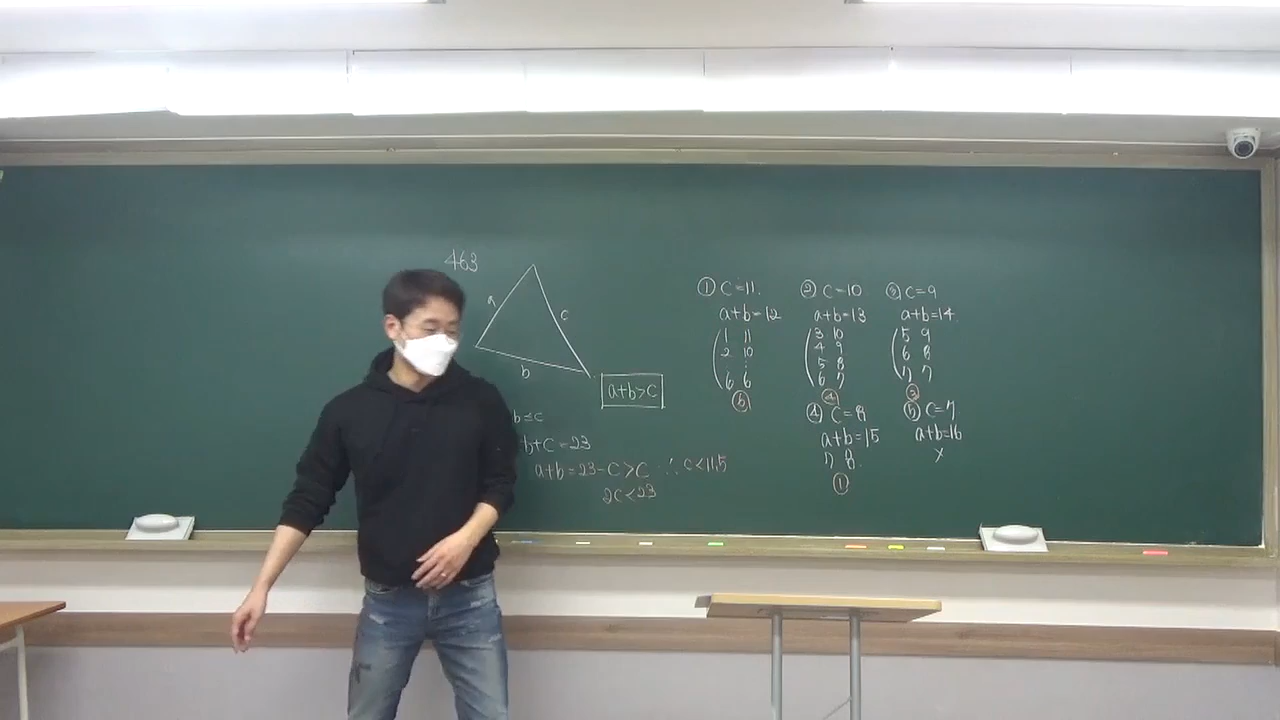 463
a
c
b
a+b>c
b≤c
b+c=23
a+b=23-c>c ∴ c<11.5
2c<23
① c=11.
a+b=12
1 11
2 10
⋮
6 6
⑥
② c=10
a+b=13
3 10
4 9
5 8
6 7
④
③ c=9
a+b=14
5 9
6 8
7 7
③
④ c=8
a+b=15
7 8.
①
⑤ c=7
a+b=16
x